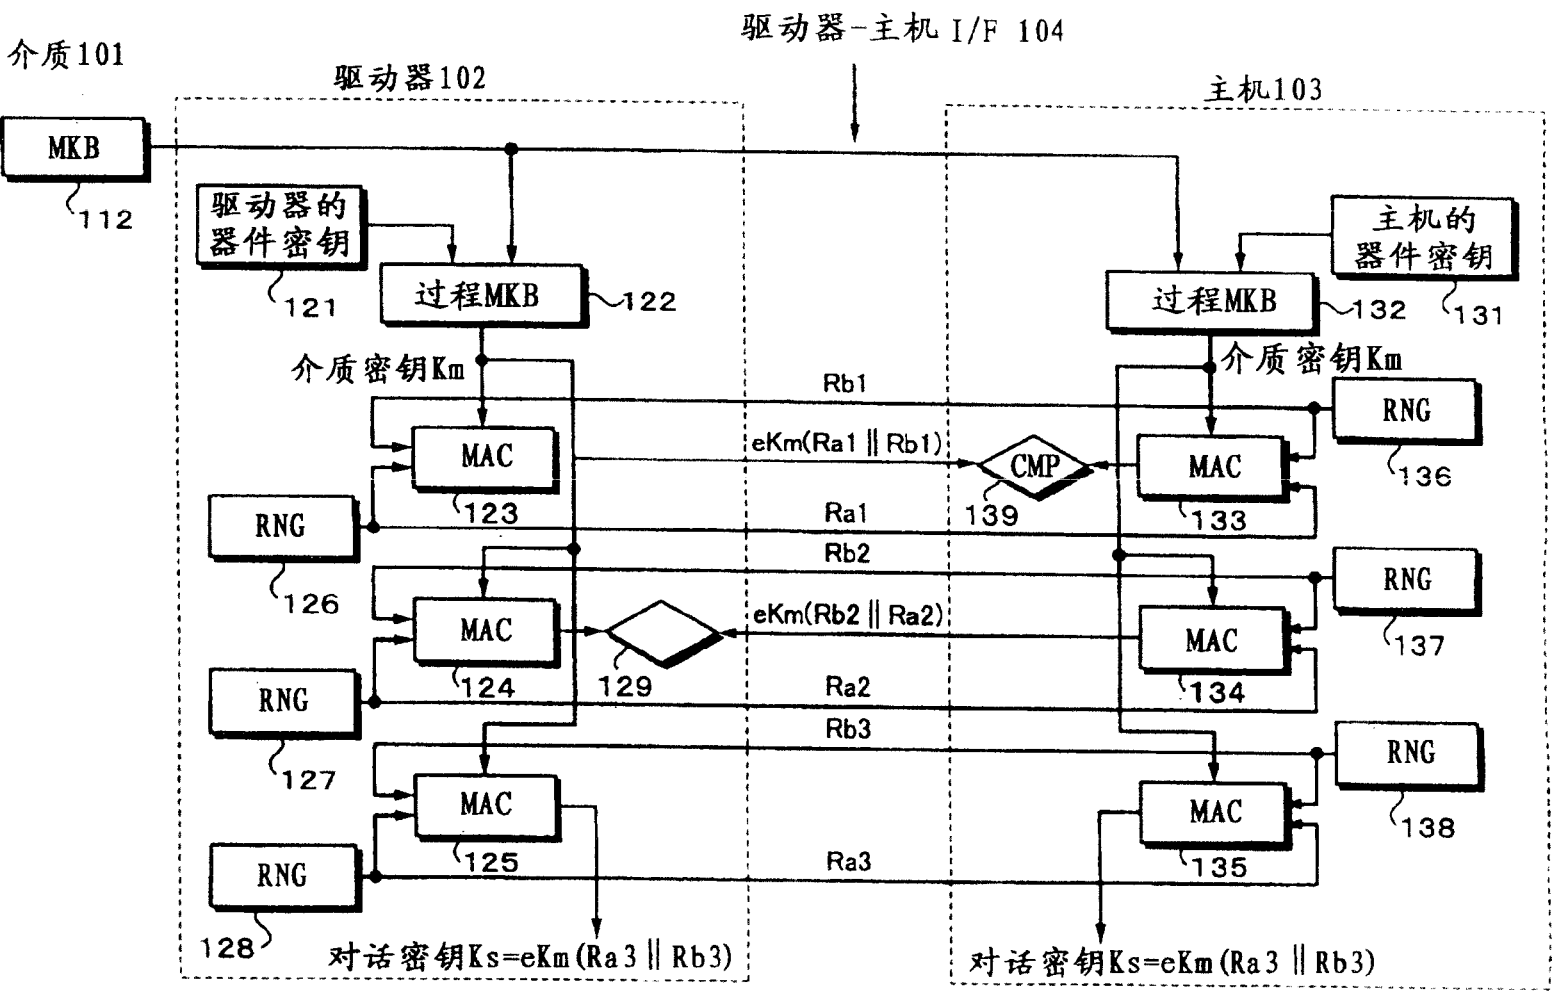 驱动器-主机 I/F 104
介质101
驱动器102
主机103
MKB
112
驱动器的
器件密钥
121
主机的
器件密钥
131
过程MKB
122
过程MKB
132
介质密钥Km
介质密钥Km
Rb1
RNG
136
MAC
123
eKm(Ra1‖Rb1)
CMP
139
MAC
133
RNG
126
Ra1
Rb2
RNG
137
MAC
124
129
eKm(Rb2‖Ra2)
MAC
134
RNG
127
Ra2
Rb3
RNG
138
MAC
125
MAC
135
RNG
128
Ra3
对话密钥Ks=eKm(Ra3‖Rb3)
对话密钥Ks=eKm(Ra3‖Rb3)